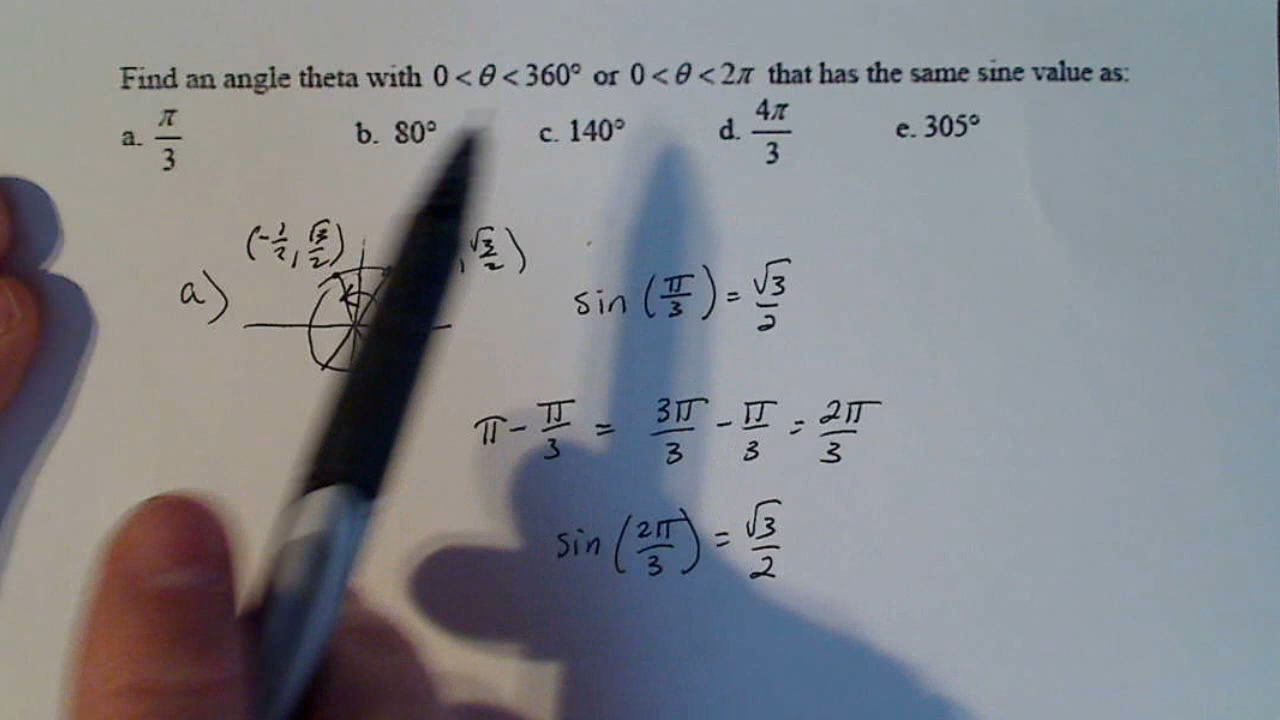 Find an angle theta with 0 < θ < 360° or 0 < θ < 2π that has the same sine value as:
a. π/3 b. 80° c. 140° d. 4π/3 e. 305°
(-1/2, √3/2) , √3/2)
a) sin (π/3) = √3/2
π - π/3 = 3π/3 - π/3 = 2π/3
sin (2π/3) = √3/2